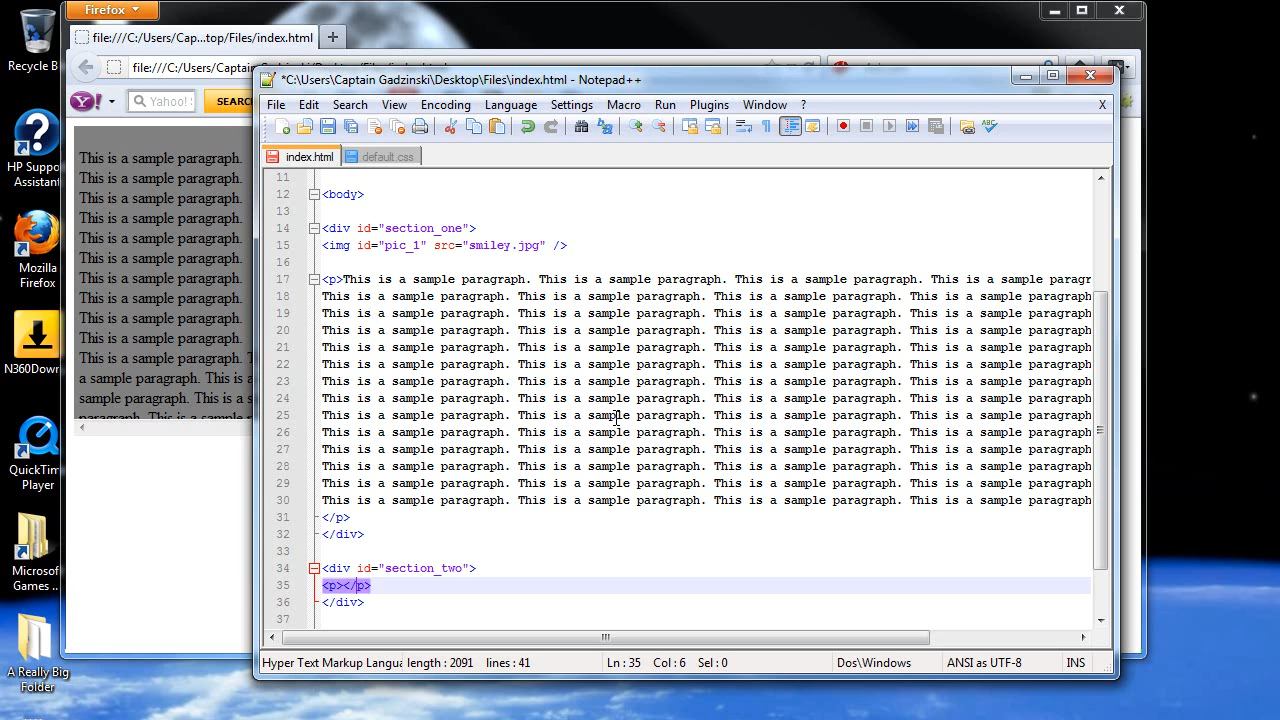 Recycle B
HP Suppo
Assistant
Mozilla
Firefox
N360Down
QuickTim
Player
Microsof
Games ..
A Really Big
Folder
Firefox
file:///C:/Users/Cap...top/Files/index.html
file:///C:/Users/Captain
Yahoo!
SEARC
This is a sample paragraph.
This is a sample paragraph.
This is a sample paragraph.
This is a sample paragraph.
This is a sample paragraph.
This is a sample paragraph.
This is a sample paragraph.
This is a sample paragraph.
This is a sample paragraph.
This is a sample paragraph.
This is a sample paragraph. T
a sample paragraph. This is a
sample paragraph. This is a s
paragraph. This is a sample
*C:\Users\Captain Gadzinski\Desktop\Files\index.html - Notepad++
File Edit Search View Encoding Language Settings Macro Run Plugins Window ? X
index.html default.css
11
12 <body>
13
14 <div id="section_one">
15 <img id="pic_1" src="smiley.jpg" />
16
17 <p>This is a sample paragraph. This is a sample paragraph. This is a sample paragraph. This is a sample paragr
18 This is a sample paragraph. This is a sample paragraph. This is a sample paragraph. This is a sample paragraph
19 This is a sample paragraph. This is a sample paragraph. This is a sample paragraph. This is a sample paragraph
20 This is a sample paragraph. This is a sample paragraph. This is a sample paragraph. This is a sample paragraph
21 This is a sample paragraph. This is a sample paragraph. This is a sample paragraph. This is a sample paragraph
22 This is a sample paragraph. This is a sample paragraph. This is a sample paragraph. This is a sample paragraph
23 This is a sample paragraph. This is a sample paragraph. This is a sample paragraph. This is a sample paragraph
24 This is a sample paragraph. This is a sample paragraph. This is a sample paragraph. This is a sample paragraph
25 This is a sample paragraph. This is a sample paragraph. This is a sample paragraph. This is a sample paragraph
26 This is a sample paragraph. This is a sample paragraph. This is a sample paragraph. This is a sample paragraph
27 This is a sample paragraph. This is a sample paragraph. This is a sample paragraph. This is a sample paragraph
28 This is a sample paragraph. This is a sample paragraph. This is a sample paragraph. This is a sample paragraph
29 This is a sample paragraph. This is a sample paragraph. This is a sample paragraph. This is a sample paragraph
30 This is a sample paragraph. This is a sample paragraph. This is a sample paragraph. This is a sample paragraph
31 </p>
32 </div>
33
34 <div id="section_two">
35 <p></p>
36 </div>
37
Hyper Text Markup Langua length : 2091 lines : 41 Ln : 35 Col : 6 Sel : 0 Dos\Windows ANSI as UTF-8 INS